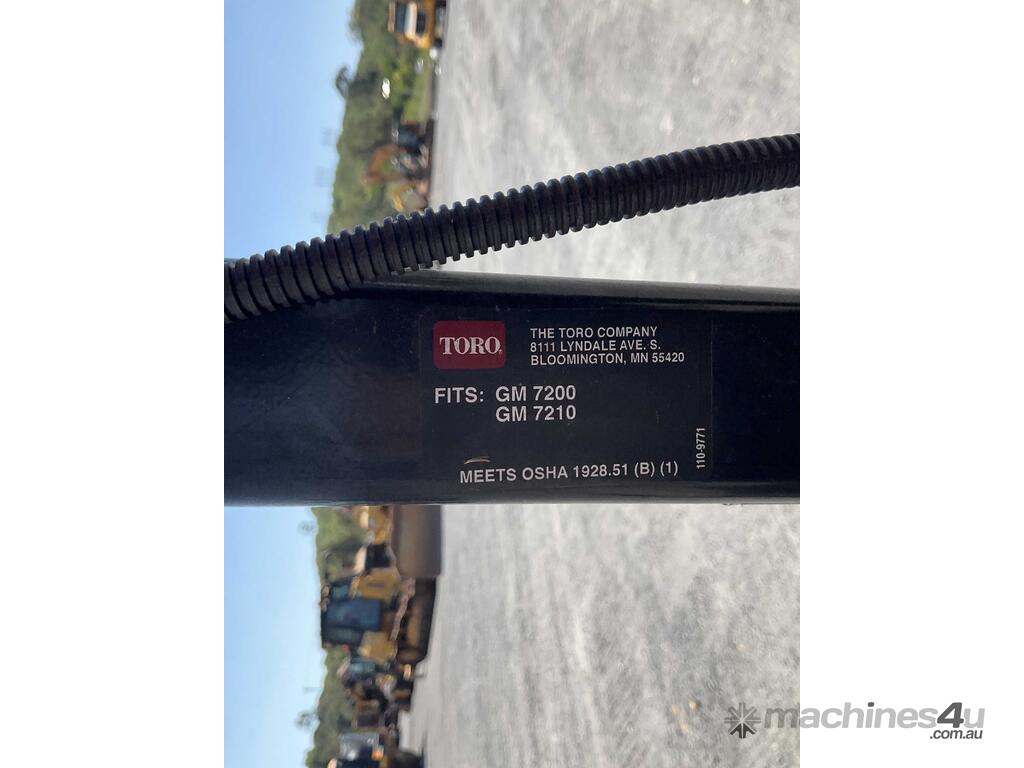 TORO
THE TORO COMPANY
8111 LYNDALE AVE. S.
BLOOMINGTON, MN 55420
FITS: GM 7200
GM 7210
110-9771
MEETS OSHA 1928.51 (B) (1)
machines4u
.com.au